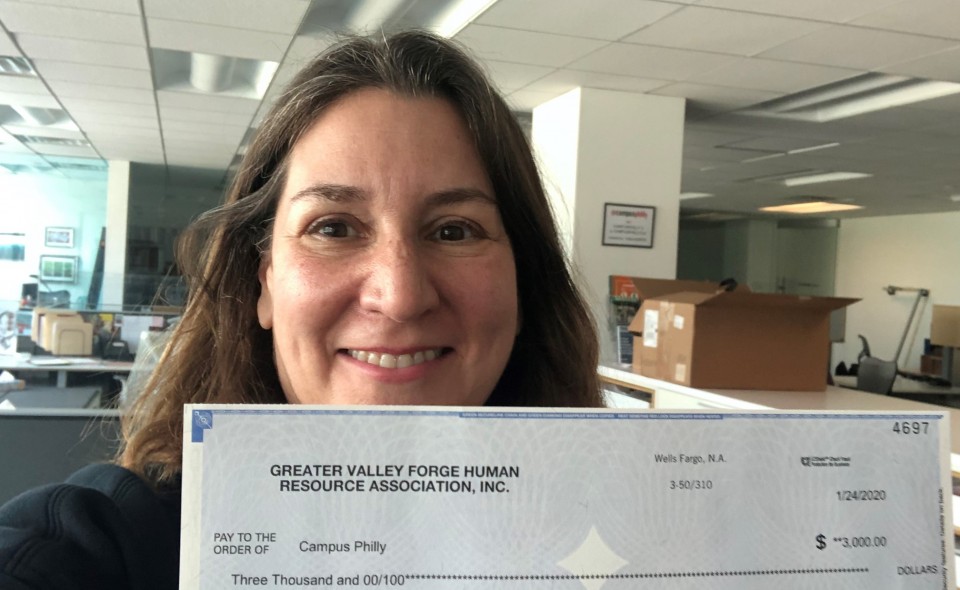 4697
GREATER VALLEY FORGE HUMAN
RESOURCE ASSOCIATION, INC.
Wells Fargo, N.A.
3-50/310
1/24/2020
PAY TO THE
ORDER OF
Campus Philly
$ **3,000.00
Three Thousand and 00/100******************************************************************
DOLLARS